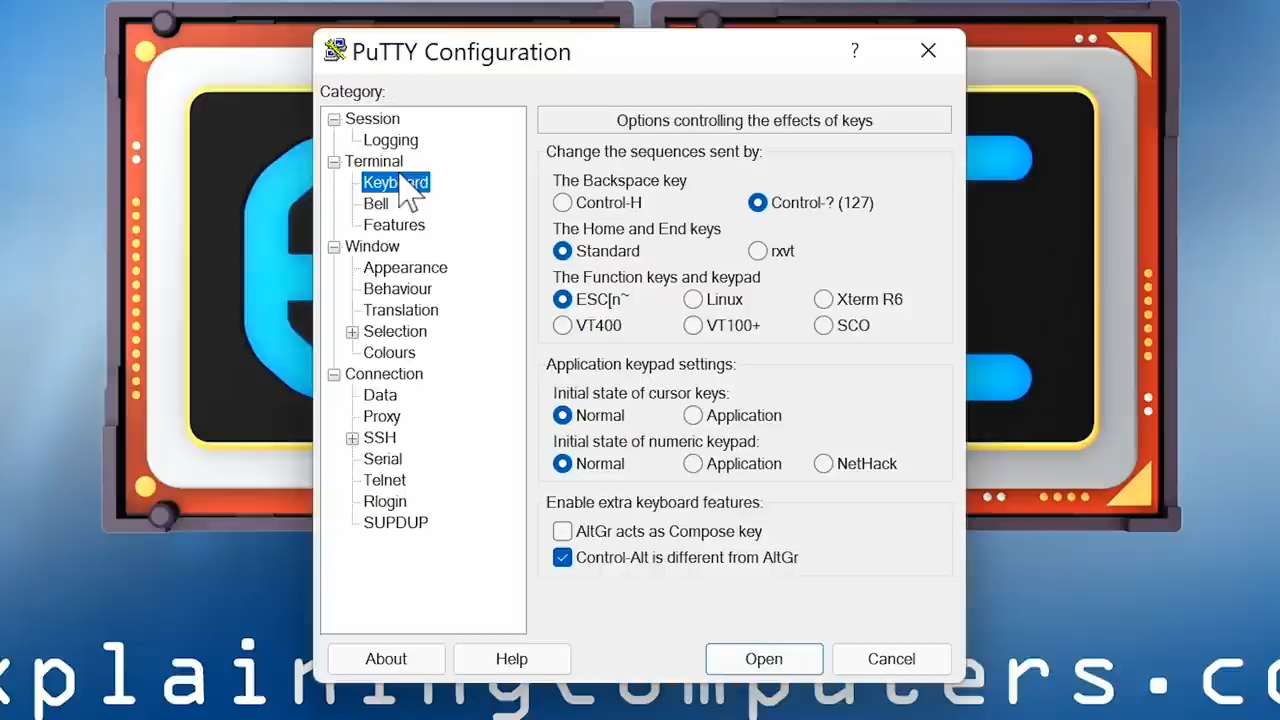 PuTTY Configuration
?
Category:
Session
Logging
Terminal
Keyboard
Bell
Features
Window
Appearance
Behaviour
Translation
Selection
Colours
Connection
Data
Proxy
SSH
Serial
Telnet
Rlogin
SUPDUP
Options controlling the effects of keys
Change the sequences sent by:
The Backspace key
Control-H Control-? (127)
The Home and End keys
Standard rxvt
The Function keys and keypad
ESC[n~ Linux Xterm R6
VT400 VT100+ SCO
Application keypad settings:
Initial state of cursor keys:
Normal Application
Initial state of numeric keypad:
Normal Application NetHack
Enable extra keyboard features:
AltGr acts as Compose key
Control-Alt is different from AltGr
About Help Open Cancel
xplainingComputers.co